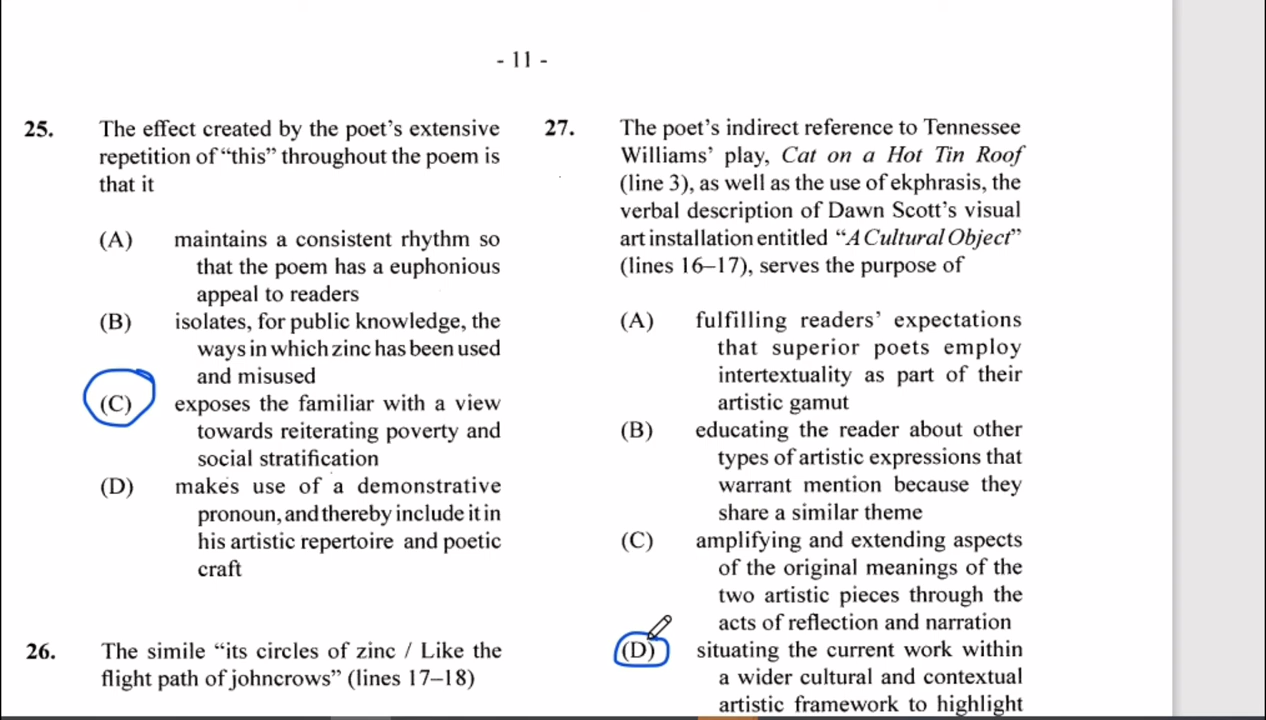 - 11 -
25. The effect created by the poet's extensive
repetition of "this" throughout the poem is
that it
(A) maintains a consistent rhythm so
that the poem has a euphonious
appeal to readers
(B) isolates, for public knowledge, the
ways in which zinc has been used
and misused
(C) exposes the familiar with a view
towards reiterating poverty and
social stratification
(D) makes use of a demonstrative
pronoun, and thereby include it in
his artistic repertoire and poetic
craft
26. The simile "its circles of zinc / Like the
flight path of johncrows" (lines 17–18)
27. The poet's indirect reference to Tennessee
Williams' play, Cat on a Hot Tin Roof
(line 3), as well as the use of ekphrasis, the
verbal description of Dawn Scott's visual
art installation entitled "A Cultural Object"
(lines 16–17), serves the purpose of
(A) fulfilling readers' expectations
that superior poets employ
intertextuality as part of their
artistic gamut
(B) educating the reader about other
types of artistic expressions that
warrant mention because they
share a similar theme
(C) amplifying and extending aspects
of the original meanings of the
two artistic pieces through the
acts of reflection and narration
(D) situating the current work within
a wider cultural and contextual
artistic framework to highlight